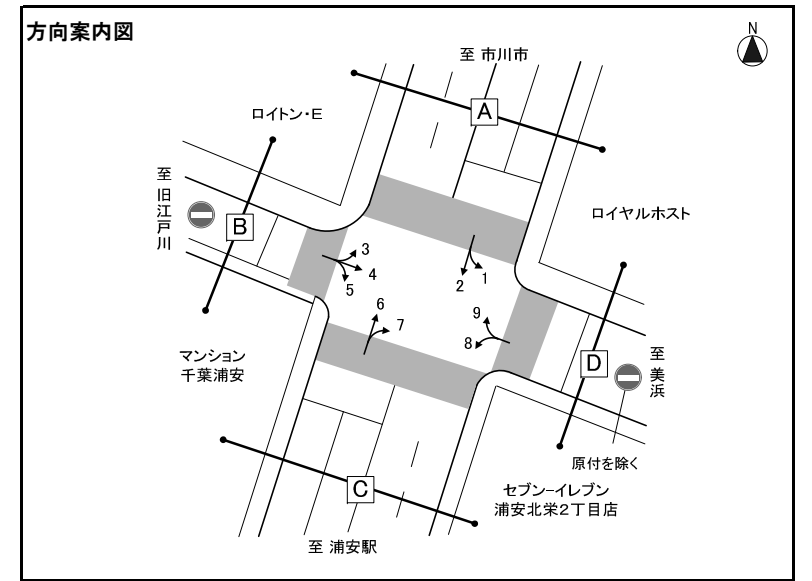 方向案内図
N
至 市川市
A
ロイトン・E
至 旧江戸川
B
ロイヤルホスト
3
4
5
2
1
6
7
9
8
マンション
千葉浦安
D
至 美浜
原付を除く
C
セブン-イレブン
浦安北栄2丁目店
至 浦安駅